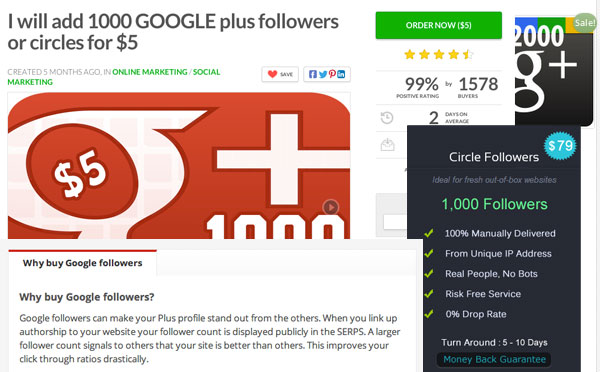 I will add 1000 GOOGLE plus followers
or circles for $5
CREATED 5 MONTHS AGO, IN ONLINE MARKETING / SOCIAL
MARKETING
SAVE
$5
1000
ORDER NOW ($5)
99% by 1578
POSITIVE RATING BUYERS
2 DAYS ON
AVERAGE
Sale!
2000
g+
$79
Circle Followers
Ideal for fresh out-of-box websites
1,000 Followers
100% Manually Delivered
From Unique IP Address
Real People, No Bots
Risk Free Service
0% Drop Rate
Turn Around : 5 - 10 Days
Money Back Guarantee
Why buy Google followers
Why buy Google followers?
Google followers can make your Plus profile stand out from the others. When you link up
authorship to your website your follower count is displayed publicly in the SERPS. A larger
follower count signals to others that your site is better than others. This improves your
click through ratios drastically.